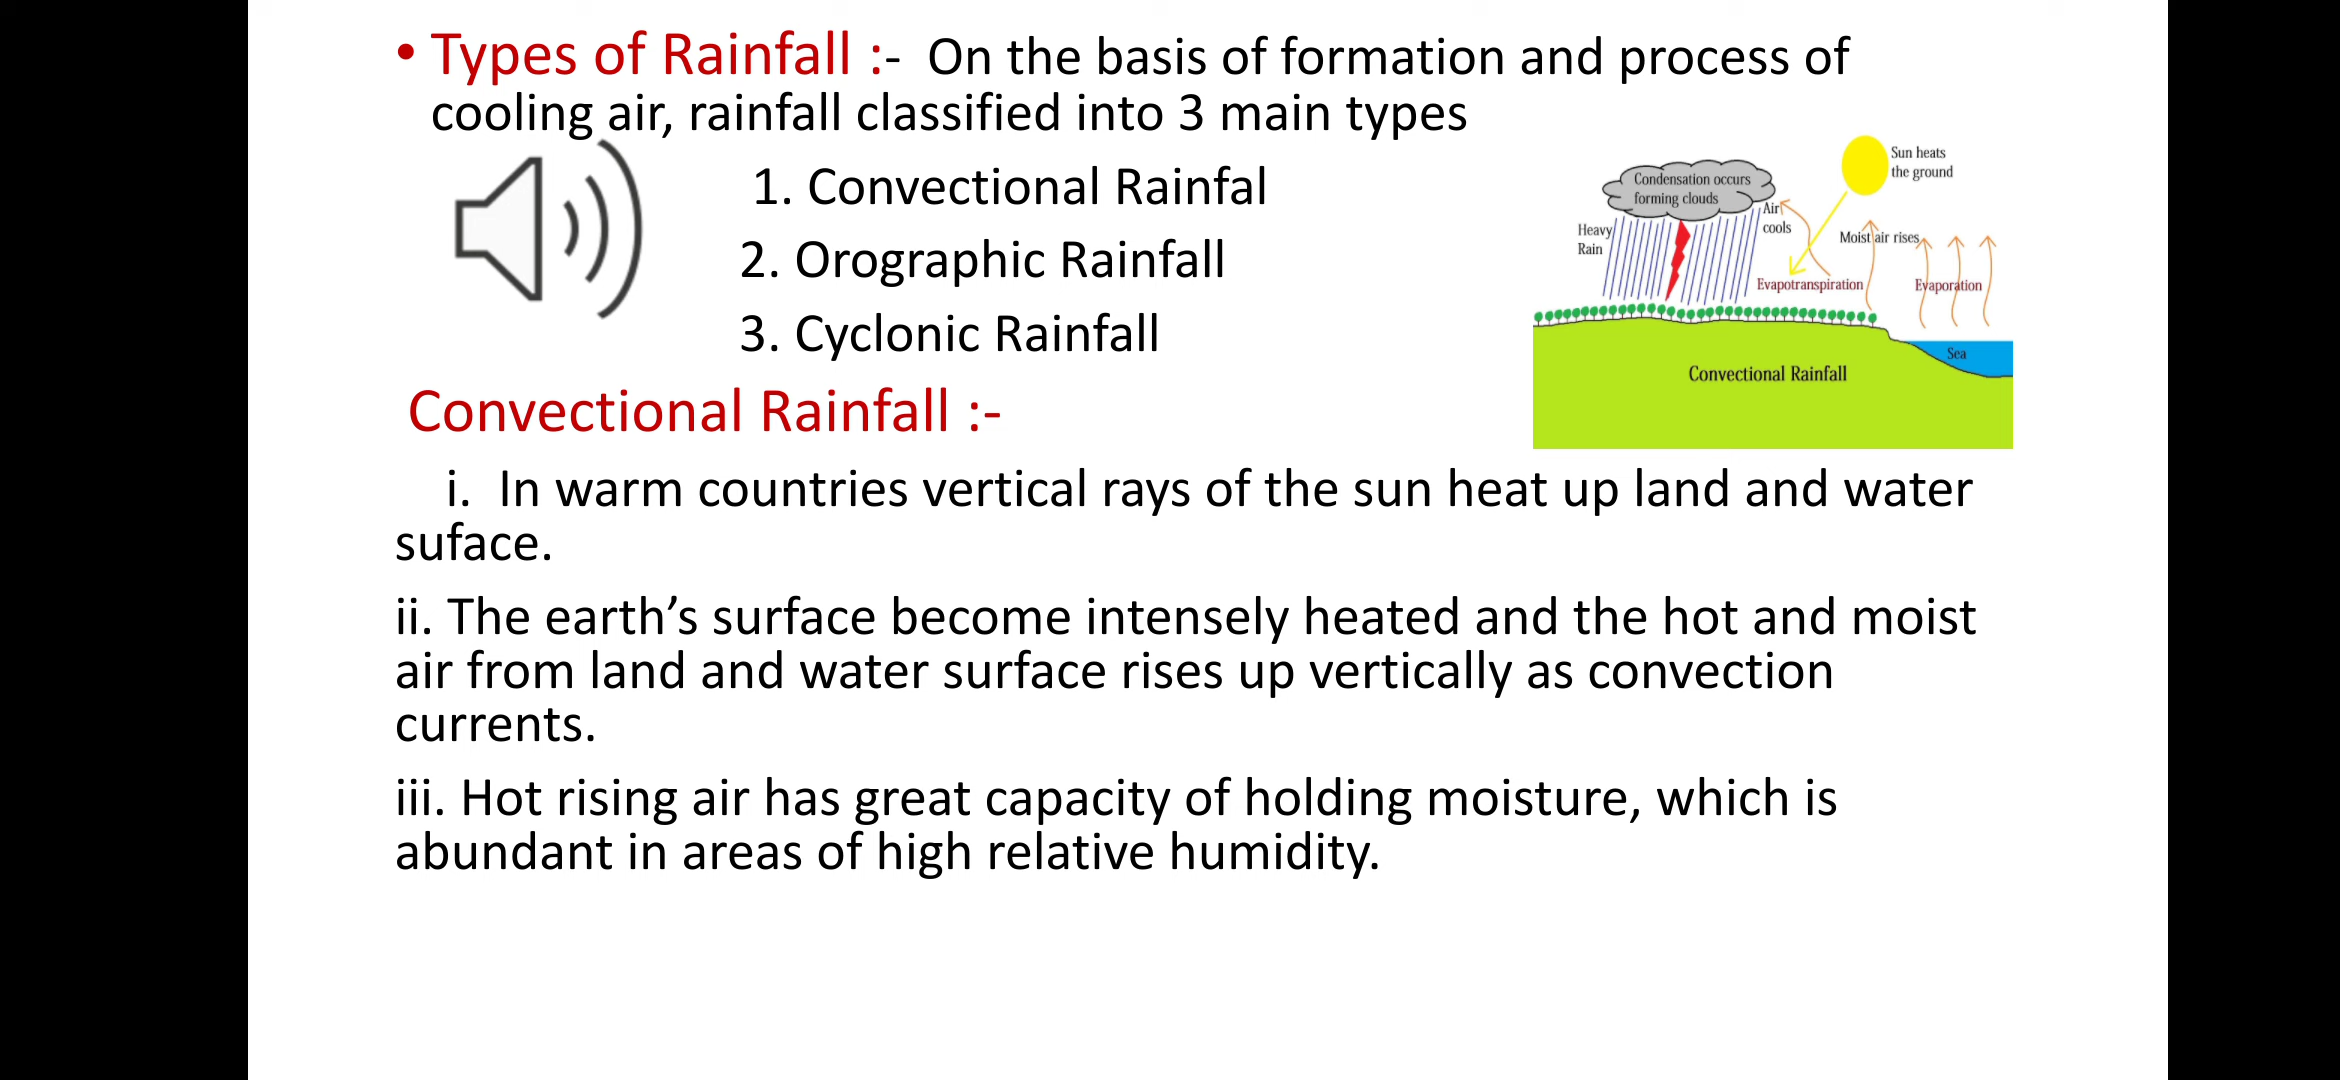 • Types of Rainfall :- On the basis of formation and process of
cooling air, rainfall classified into 3 main types
1. Convectional Rainfal
2. Orographic Rainfall
3. Cyclonic Rainfall
Sun heats
the ground
Condensation occurs
forming clouds
Air
cools
Heavy
Rain
Moist air rises
Evapotranspiration
Evaporation
Sea
Convectional Rainfall
Convectional Rainfall :-
i. In warm countries vertical rays of the sun heat up land and water
suface.
ii. The earth’s surface become intensely heated and the hot and moist
air from land and water surface rises up vertically as convection
currents.
iii. Hot rising air has great capacity of holding moisture, which is
abundant in areas of high relative humidity.